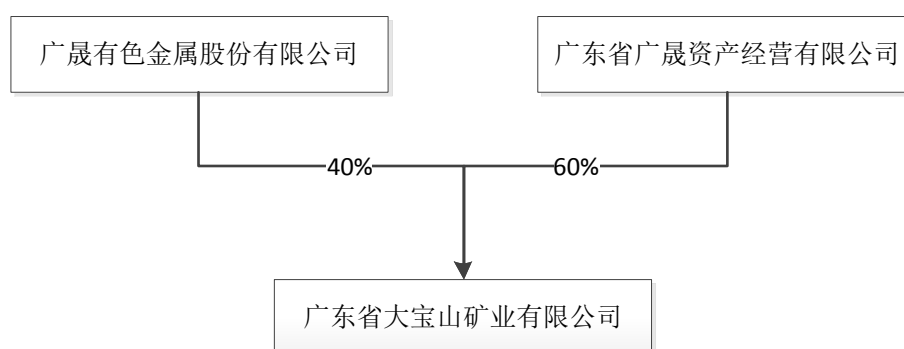 广晟有色金属股份有限公司
广东省广晟资产经营有限公司
40%
60%
广东省大宝山矿业有限公司